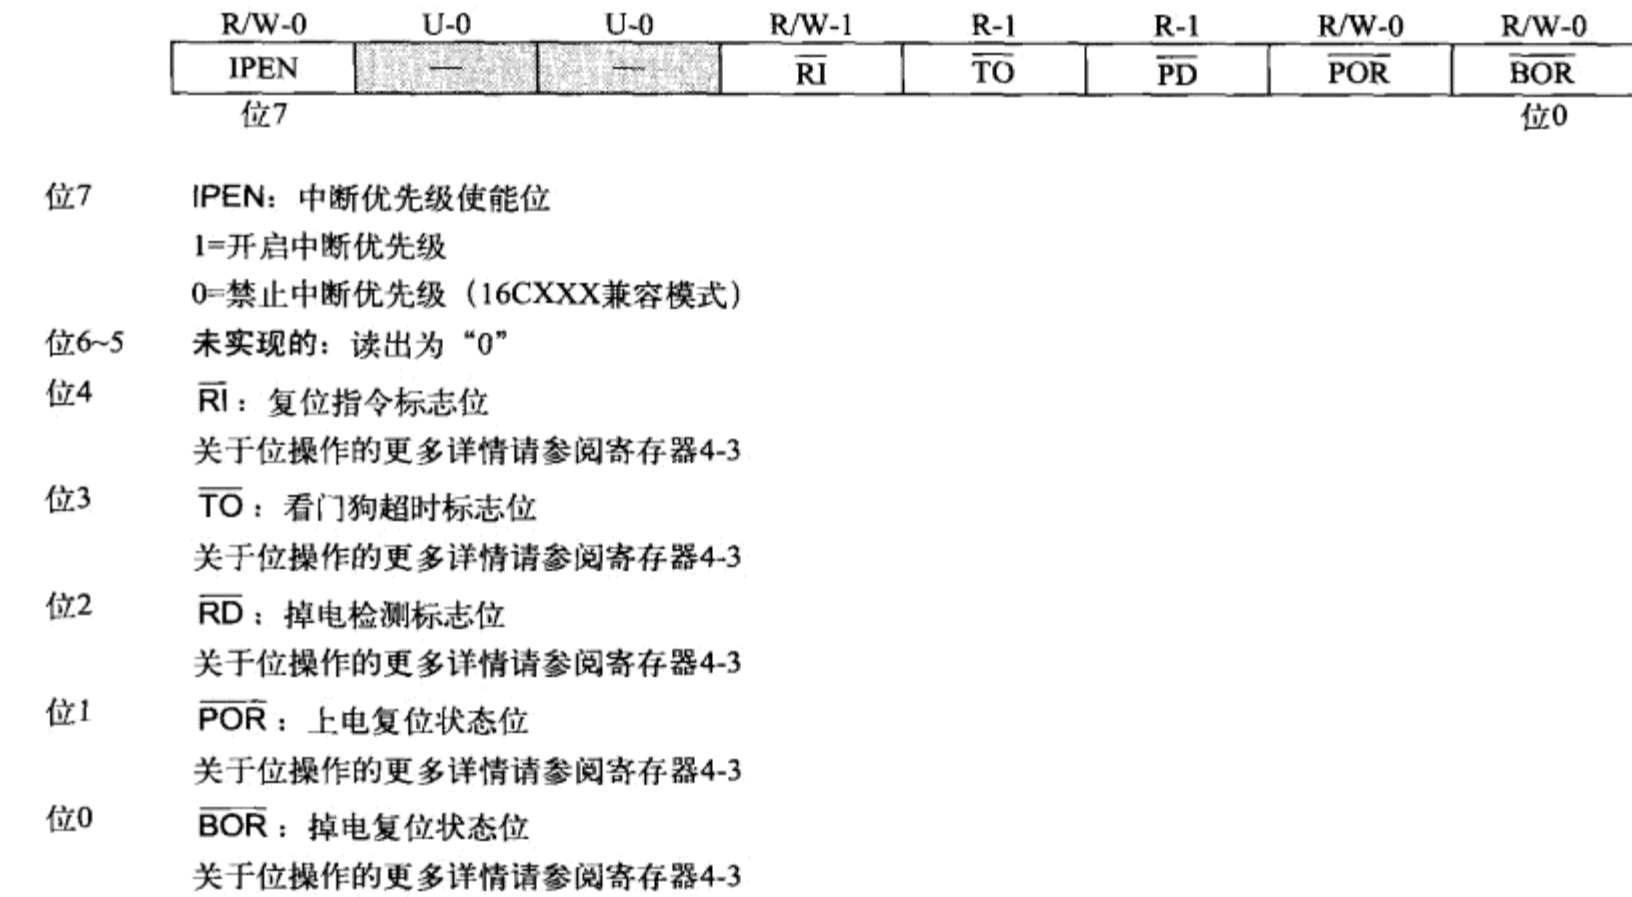 R/W-0 U-0 U-0 R/W-1 R-1 R-1 R/W-0 R/W-0
IPEN — — R̅I̅ T̅O̅ P̅D̅ P̅O̅R̅ B̅O̅R̅
位7 位0
位7 IPEN：中断优先级使能位
1=开启中断优先级
0=禁止中断优先级（16CXXX兼容模式）
位6~5 未实现的：读出为“0”
位4 R̅I̅：复位指令标志位
关于位操作的更多详情请参阅寄存器4-3
位3 T̅O̅：看门狗超时标志位
关于位操作的更多详情请参阅寄存器4-3
位2 R̅D̅：掉电检测标志位
关于位操作的更多详情请参阅寄存器4-3
位1 P̅O̅R̅：上电复位状态位
关于位操作的更多详情请参阅寄存器4-3
位0 B̅O̅R̅：掉电复位状态位
关于位操作的更多详情请参阅寄存器4-3